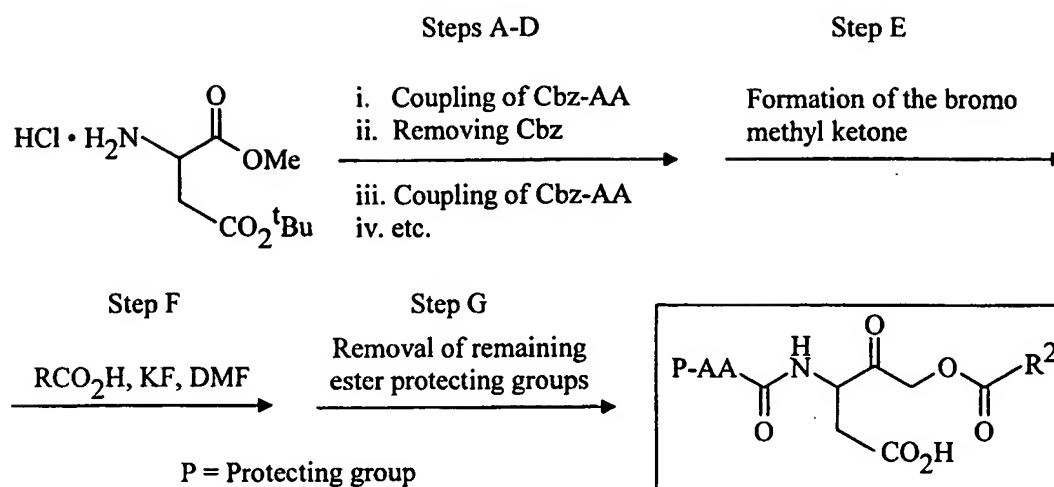 Steps A-D
Step E
i. Coupling of Cbz-AA
ii. Removing Cbz
iii. Coupling of Cbz-AA
iv. etc.
Formation of the bromo
methyl ketone
O
HCl • H₂N
OMe
CO₂ᵗBu
Step F
Step G
RCO₂H, KF, DMF
Removal of remaining
ester protecting groups
P = Protecting group
O
H
P-AA N O R²
O O
CO₂H